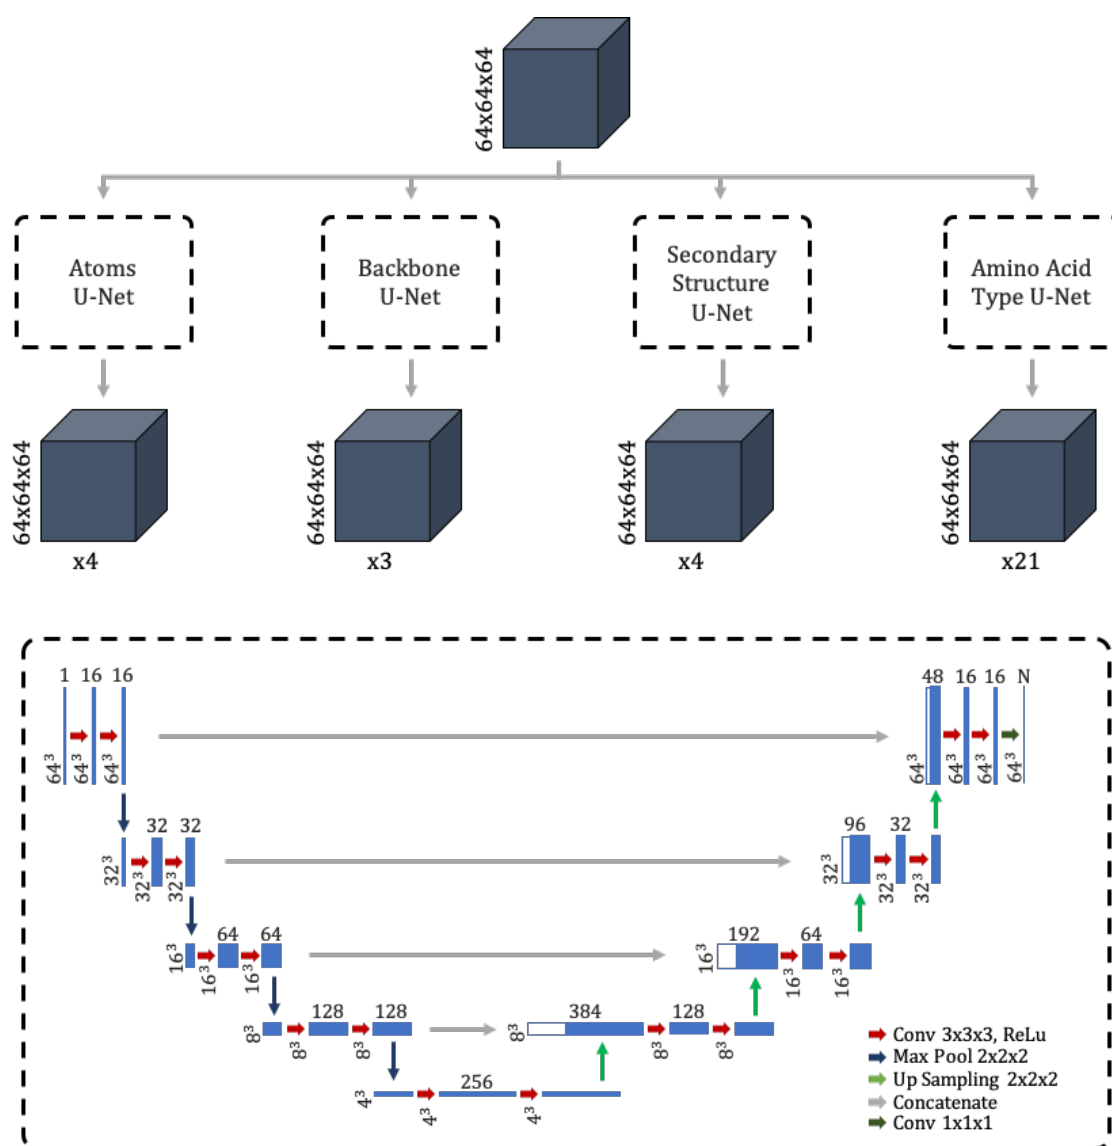 64x64x64
Atoms
U-Net
Backbone
U-Net
Secondary
Structure
U-Net
Amino Acid
Type U-Net
64x64x64
64x64x64
64x64x64
64x64x64
x4
x3
x4
x21
1 16 16
48 16 16 N
64³ 64³ 64³
64³ 64³ 64³ 64³
32 32
96 32
32³ 32³ 32³
32³ 32³ 32³
64 64
192 64
16³ 16³ 16³
16³ 16³ 16³
128 128
384 128
8³ 8³ 8³
8³ 8³ 8³
256
4³ 4³ 4³
Conv 3x3x3, ReLu
Max Pool 2x2x2
Up Sampling 2x2x2
Concatenate
Conv 1x1x1